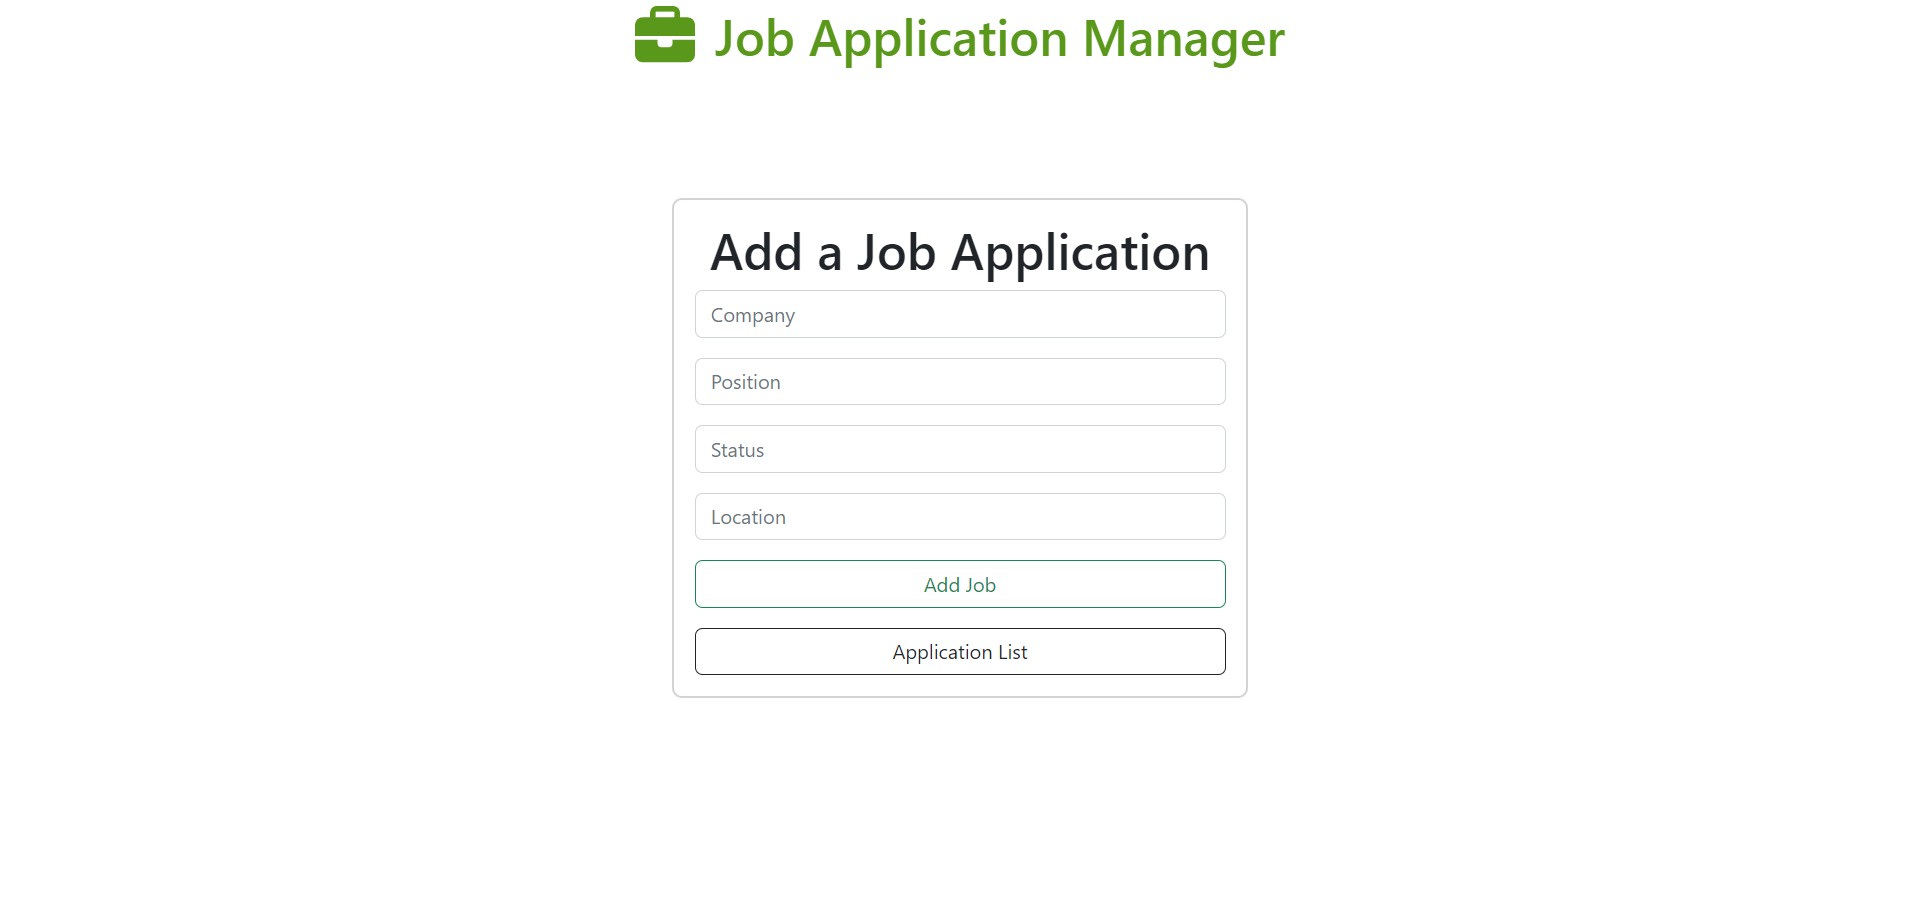 Job Application Manager
Add a Job Application
Company
Position
Status
Location
Add Job
Application List